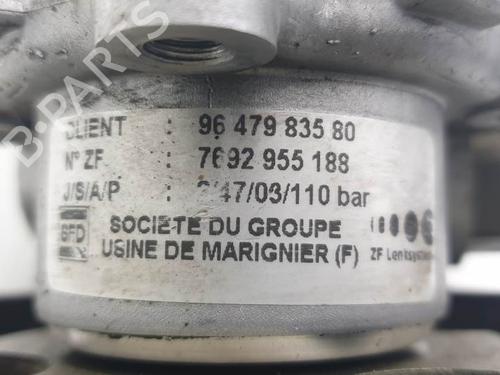 CLIENT : 96 479 835 80
N° ZF. : 7692 955 188
J/S/A/P : /47/03/110 bar
SFD SOCIETE DU GROUPE
USINE DE MARIGNIER (F) ZF Lenksysteme
B-PARTS